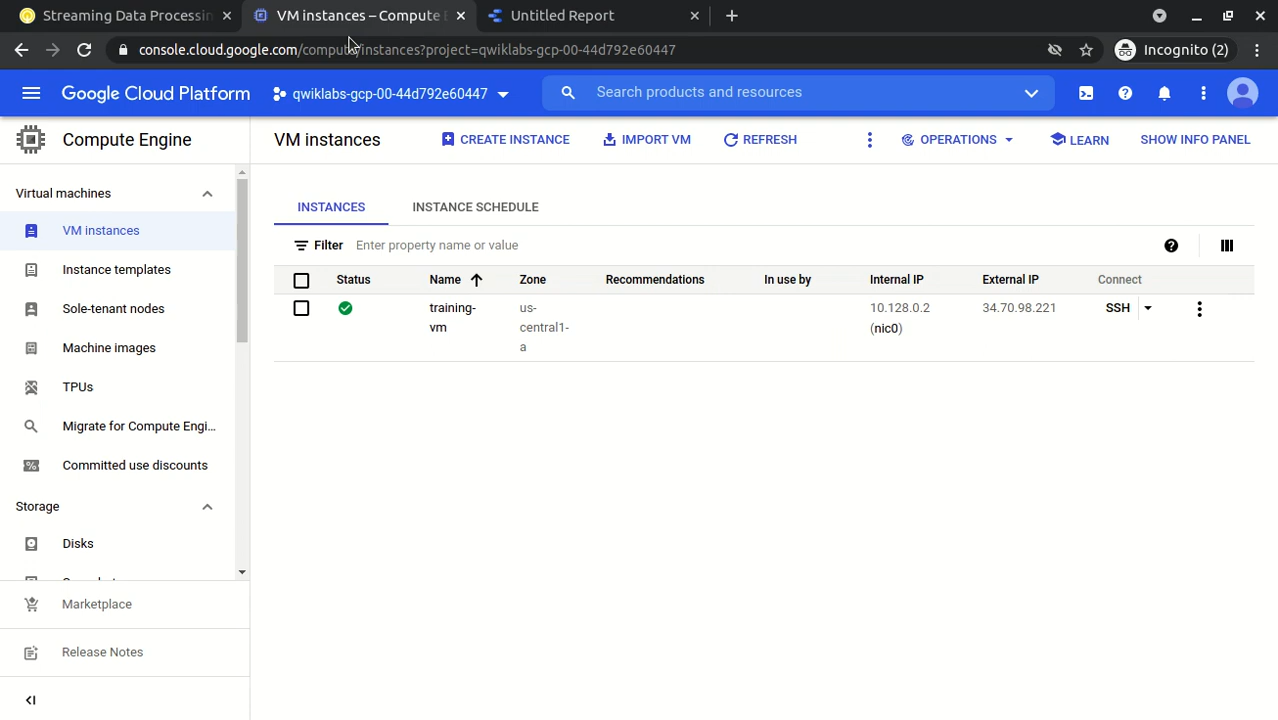 Streaming Data Processin
VM instances – Compute E
Untitled Report
console.cloud.google.com/compute/instances?project=qwiklabs-gcp-00-44d792e60447
Incognito (2)
Google Cloud Platform
qwiklabs-gcp-00-44d792e60447
Search products and resources
Compute Engine
VM instances
CREATE INSTANCE
IMPORT VM
REFRESH
OPERATIONS
LEARN
SHOW INFO PANEL
Virtual machines
VM instances
Instance templates
Sole-tenant nodes
Machine images
TPUs
Migrate for Compute Engi...
Committed use discounts
Storage
Disks
Marketplace
Release Notes
INSTANCES
INSTANCE SCHEDULE
Filter Enter property name or value
Status Name Zone Recommendations In use by Internal IP External IP Connect
training- us- 10.128.0.2 34.70.98.221 SSH
vm central1- (nic0)
a